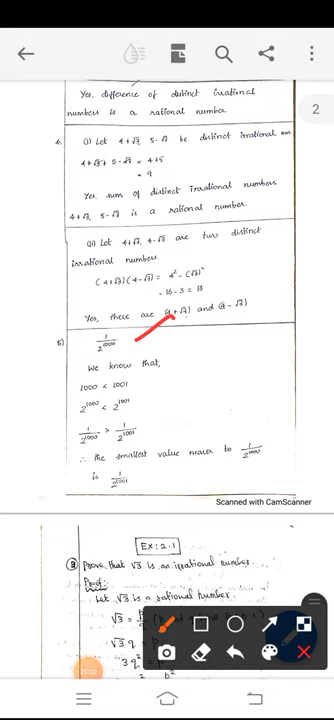 Yes, difference of distinct irrational
numbers is a rational number
4. (i) Let 4+√3, 5-√3 be distinct irrational num
4+√3 + 5-√3 = 4+5
= 9
Yes, sum of distinct irrational numbers
4+√3, 5-√3 is a rational number.
(ii) Let 4+√3, 4-√3 are two distinct
irrational numbers
(4+√3)(4-√3) = 4² - (√3)²
= 16-3 = 13
Yes, there are (4+√3) and (4-√3)
5) 1/2^1000
We know that,
1000 < 1001
2^1000 < 2^1001
1/2^1000 > 1/2^1001
∴ the smallest value nearer to 1/2^1000
is 1/2^1001
Scanned with CamScanner
EX: 2.1
③ Prove, that √3 is an irrational number.
Proof:
Let √3 is a rational number.
√3 = p/q
√3 q = p
3q² = p²